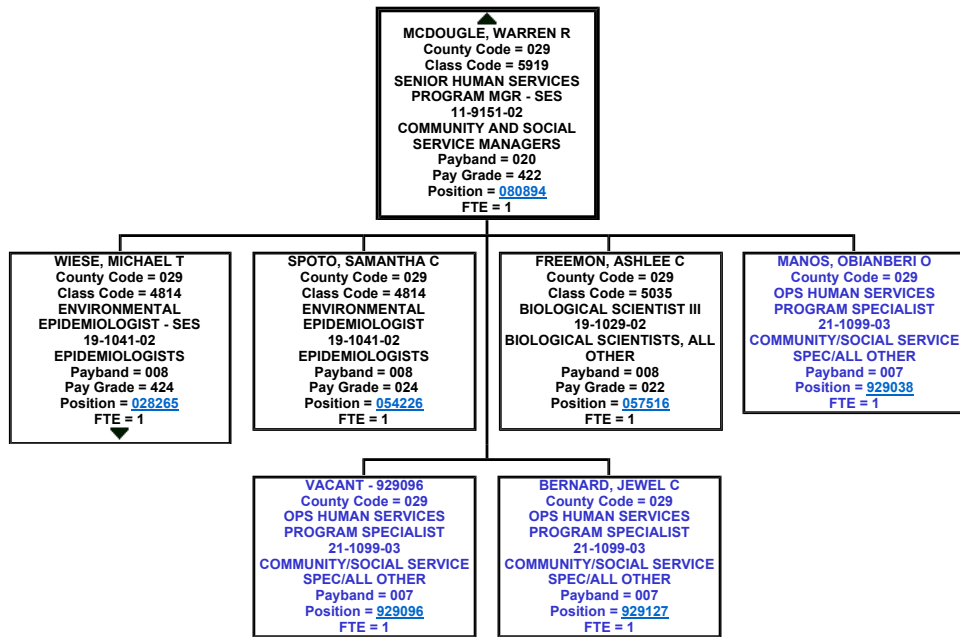 MCDOUGLE, WARREN R
County Code = 029
Class Code = 5919
SENIOR HUMAN SERVICES
PROGRAM MGR - SES
11-9151-02
COMMUNITY AND SOCIAL
SERVICE MANAGERS
Payband = 020
Pay Grade = 422
Position = 080894
FTE = 1
WIESE, MICHAEL T
County Code = 029
Class Code = 4814
ENVIRONMENTAL
EPIDEMIOLOGIST - SES
19-1041-02
EPIDEMIOLOGISTS
Payband = 008
Pay Grade = 424
Position = 028265
FTE = 1
SPOTO, SAMANTHA C
County Code = 029
Class Code = 4814
ENVIRONMENTAL
EPIDEMIOLOGIST
19-1041-02
EPIDEMIOLOGISTS
Payband = 008
Pay Grade = 024
Position = 054226
FTE = 1
FREEMON, ASHLEE C
County Code = 029
Class Code = 5035
BIOLOGICAL SCIENTIST III
19-1029-02
BIOLOGICAL SCIENTISTS, ALL
OTHER
Payband = 008
Pay Grade = 022
Position = 057516
FTE = 1
MANOS, OBIANBERI O
County Code = 029
OPS HUMAN SERVICES
PROGRAM SPECIALIST
21-1099-03
COMMUNITY/SOCIAL SERVICE
SPEC/ALL OTHER
Payband = 007
Position = 929038
FTE = 1
VACANT - 929096
County Code = 029
OPS HUMAN SERVICES
PROGRAM SPECIALIST
21-1099-03
COMMUNITY/SOCIAL SERVICE
SPEC/ALL OTHER
Payband = 007
Position = 929096
FTE = 1
BERNARD, JEWEL C
County Code = 029
OPS HUMAN SERVICES
PROGRAM SPECIALIST
21-1099-03
COMMUNITY/SOCIAL SERVICE
SPEC/ALL OTHER
Payband = 007
Position = 929127
FTE = 1